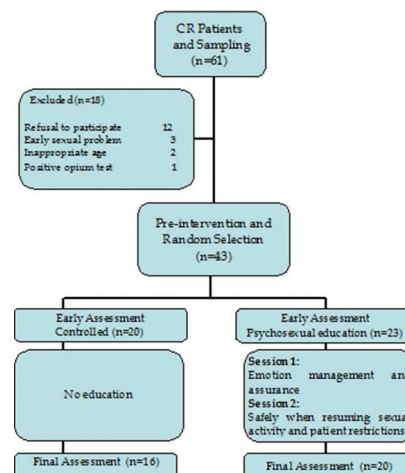 CR Patients
and Sampling
(n=61)
Excluded (n=18)
Refusal to participate 12
Early sexual problem 3
Inappropriate age 2
Positive opium test 1
Pre-intervention and
Random Selection
(n=43)
Early Assessment
Controlled (n=20)
Early Assessment
Psychosexual education (n=23)
No education
Session 1:
Emotion management an
assurance
Session 2:
Safely when resuming sexua
activity and patient restrictions
Final Assessment (n=16)
Final Assessment (n=20)